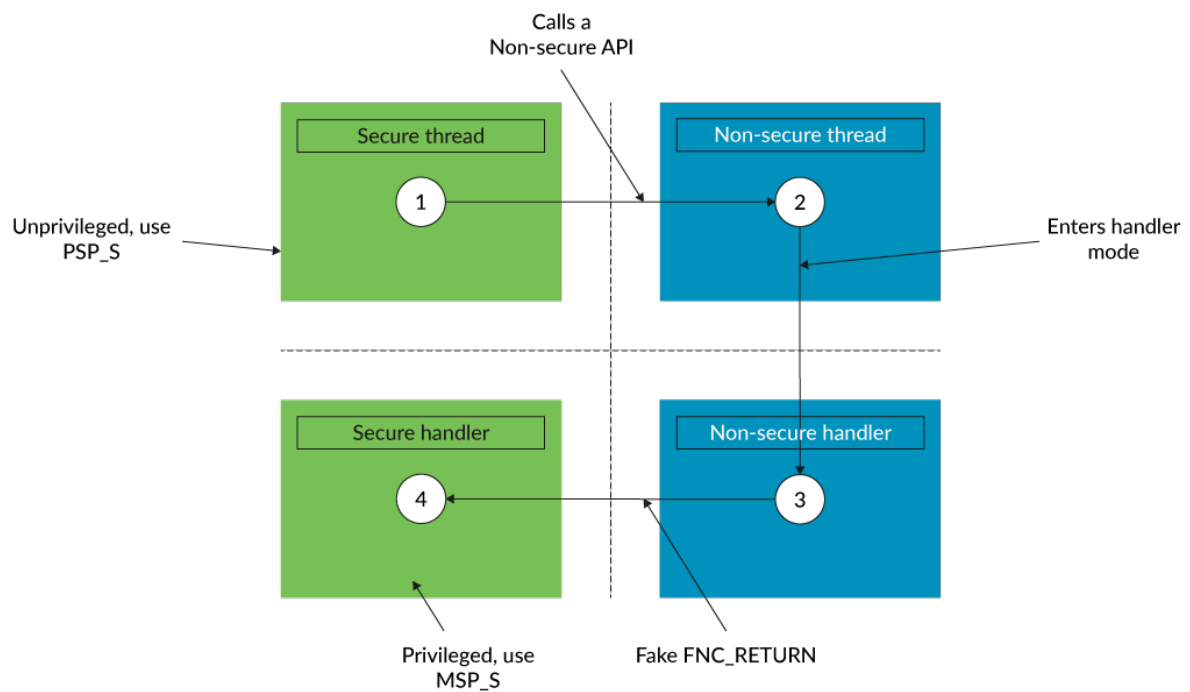 Calls a
Non-secure API
Secure thread
Non-secure thread
1
2
Unprivileged, use
PSP_S
Enters handler
mode
Secure handler
Non-secure handler
4
3
Privileged, use
MSP_S
Fake FNC_RETURN